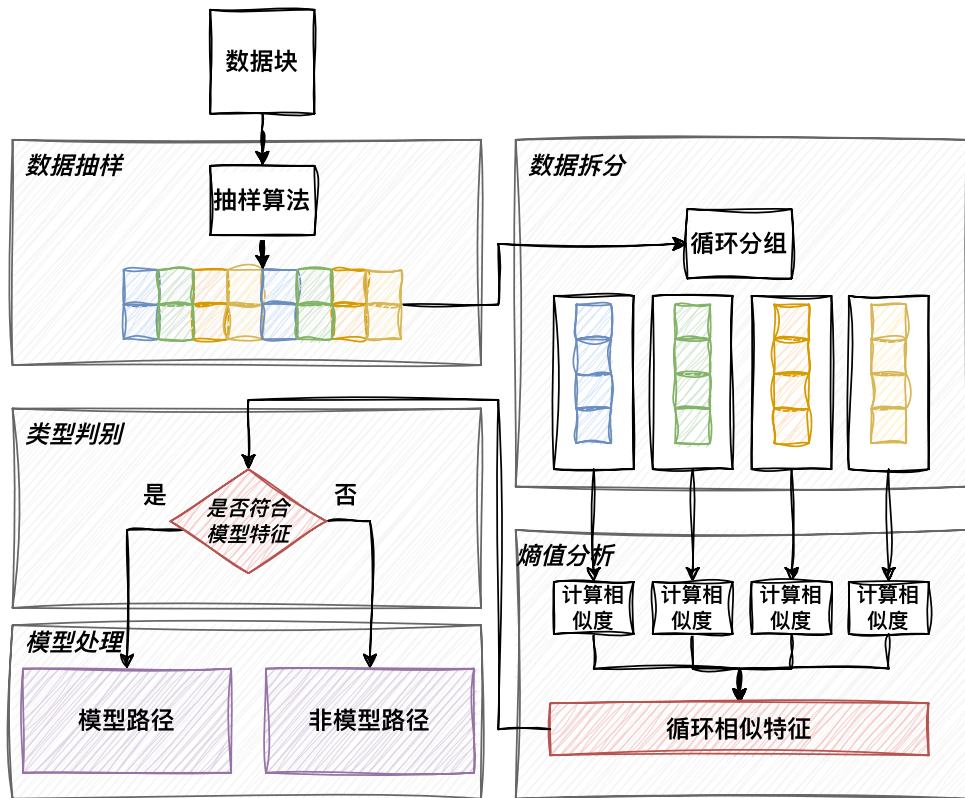 数据块
数据抽样
抽样算法
数据拆分
循环分组
类型判别
是
否
是否符合
模型特征
熵值分析
计算相
似度
计算相
似度
计算相
似度
计算相
似度
循环相似特征
模型处理
模型路径
非模型路径